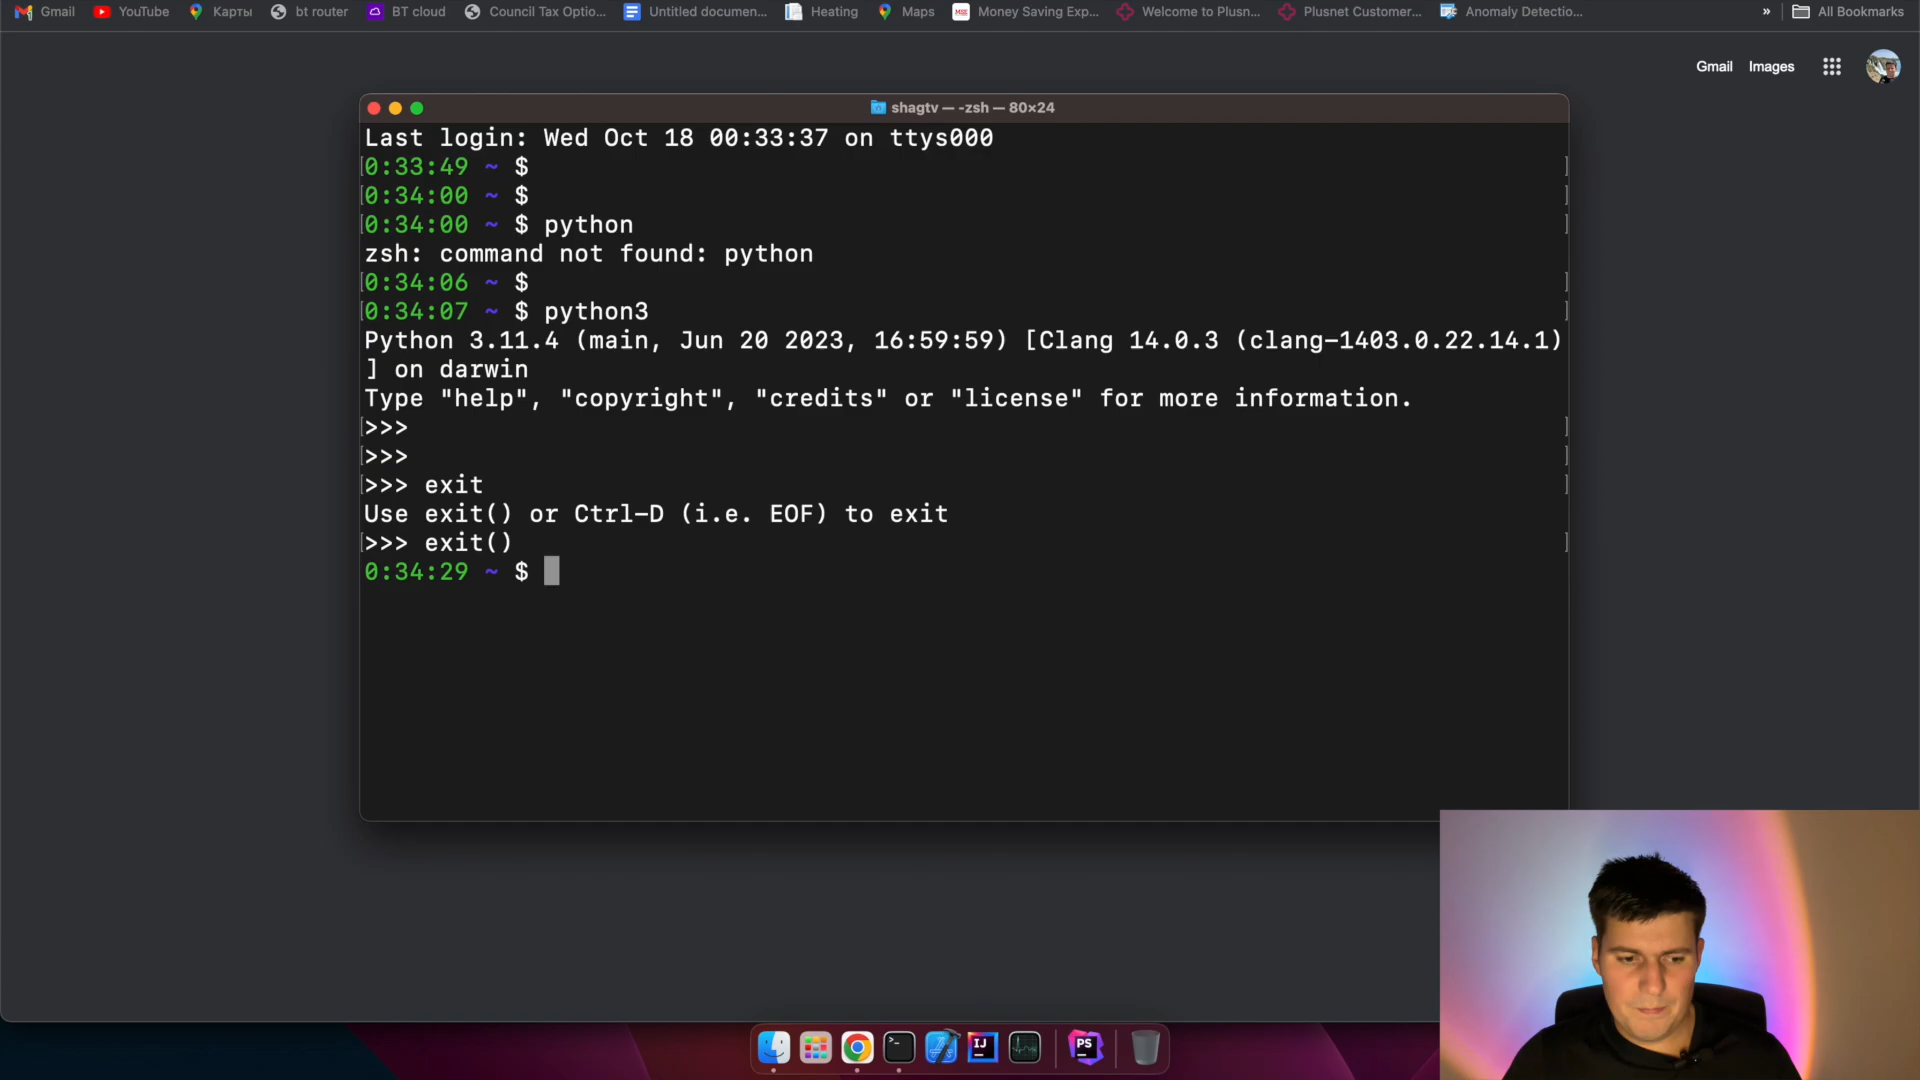 Gmail YouTube Карты bt router BT cloud Council Tax Optio... Untitled documen... Heating Maps Money Saving Exp... Welcome to Plusn... Plusnet Customer... Anomaly Detectio... » All Bookmarks
Gmail Images
shagtv — -zsh — 80×24
Last login: Wed Oct 18 00:33:37 on ttys000
[0:33:49 ~ $ ]
[0:34:00 ~ $ ]
[0:34:00 ~ $ python ]
zsh: command not found: python
[0:34:06 ~ $ ]
[0:34:07 ~ $ python3 ]
Python 3.11.4 (main, Jun 20 2023, 16:59:59) [Clang 14.0.3 (clang-1403.0.22.14.1)
] on darwin
Type "help", "copyright", "credits" or "license" for more information.
[>>> ]
[>>> ]
[>>> exit ]
Use exit() or Ctrl-D (i.e. EOF) to exit
[>>> exit() ]
0:34:29 ~ $
>_ IJ PS